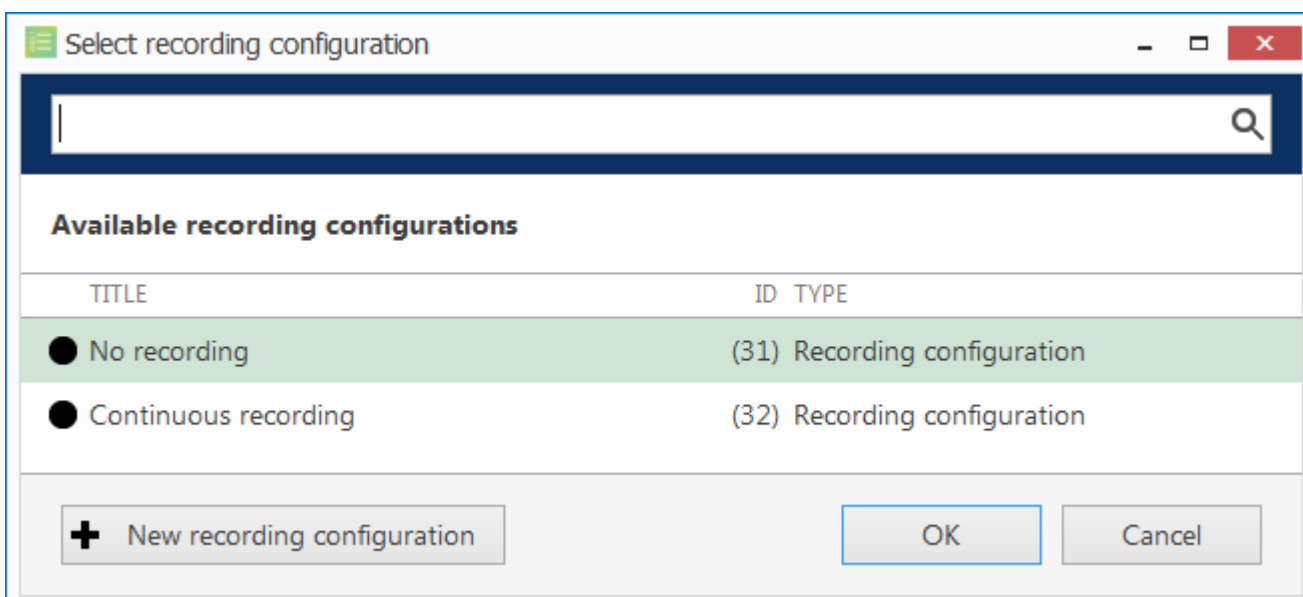 Select recording configuration
Available recording configurations
TITLE ID TYPE
No recording (31) Recording configuration
Continuous recording (32) Recording configuration
New recording configuration OK Cancel